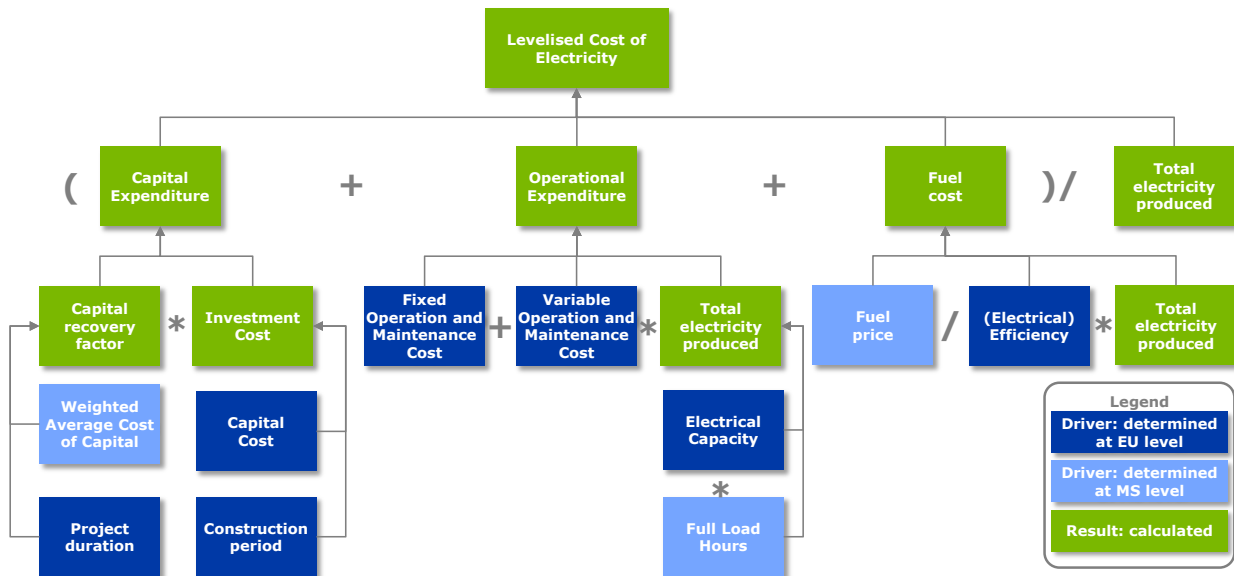 Levelised Cost of
Electricity
(
Capital
Expenditure
+
Operational
Expenditure
+
Fuel
cost
)/
Total
electricity
produced
Capital
recovery
factor
*
Investment
Cost
Fixed
Operation and
Maintenance
Cost
+
Variable
Operation and
Maintenance
Cost
*
Total
electricity
produced
Fuel
price
/
(Electrical)
Efficiency
*
Total
electricity
produced
Weighted
Average Cost
of Capital
Capital
Cost
Electrical
Capacity
*
Project
duration
Construction
period
Full Load
Hours
Legend
Driver: determined
at EU level
Driver: determined
at MS level
Result: calculated